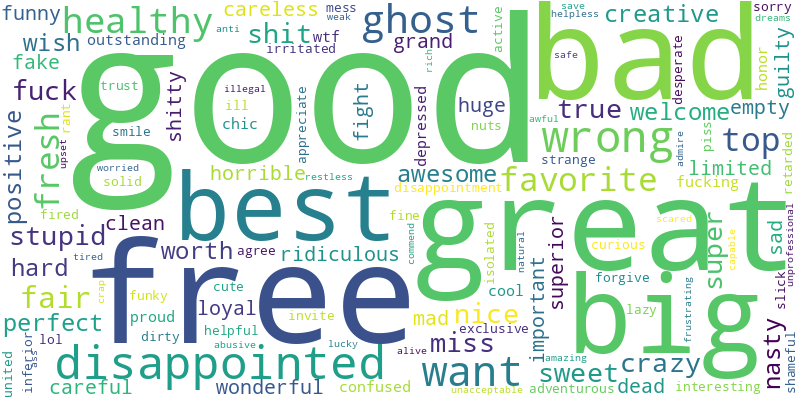 funny
healthy
careless
mess
weak
ghost
good
bad
save
helpless
creative
sorry
dreams
wish
outstanding
anti
shit
wtf
irritated
grand
active
fake
trust
illegal
rich
safe
desperate
honor
guilty
fuck
shitty
ill
chic
appreciate
fight
depressed
huge
nuts
awful
true
welcome
empty
positive
fresh
rant
upset
smile
worried
solid
horrible
restless
awesome
disappointment
wrong
strange
piss
admire
top
limited
retarded
favorite
fucking
fired
clean
best
fine
great
super
scared
sad
unprofessional
stupid
tired
worth
agree
ridiculous
commend
isolated
natural
superior
curious
capable
hard
free
cute
cool
important
forgive
big
slick
fair
crap
funky
loyal
invite
mad
nice
lazy
frustrating
nasty
perfect
proud
helpful
exclusive
lol
dirty
abusive
lucky
alive
miss
amazing
crazy
shameful
united
inferior
ass
disappointed
want
sweet
careful
wonderful
confused
unacceptable
adventurous
dead
interesting